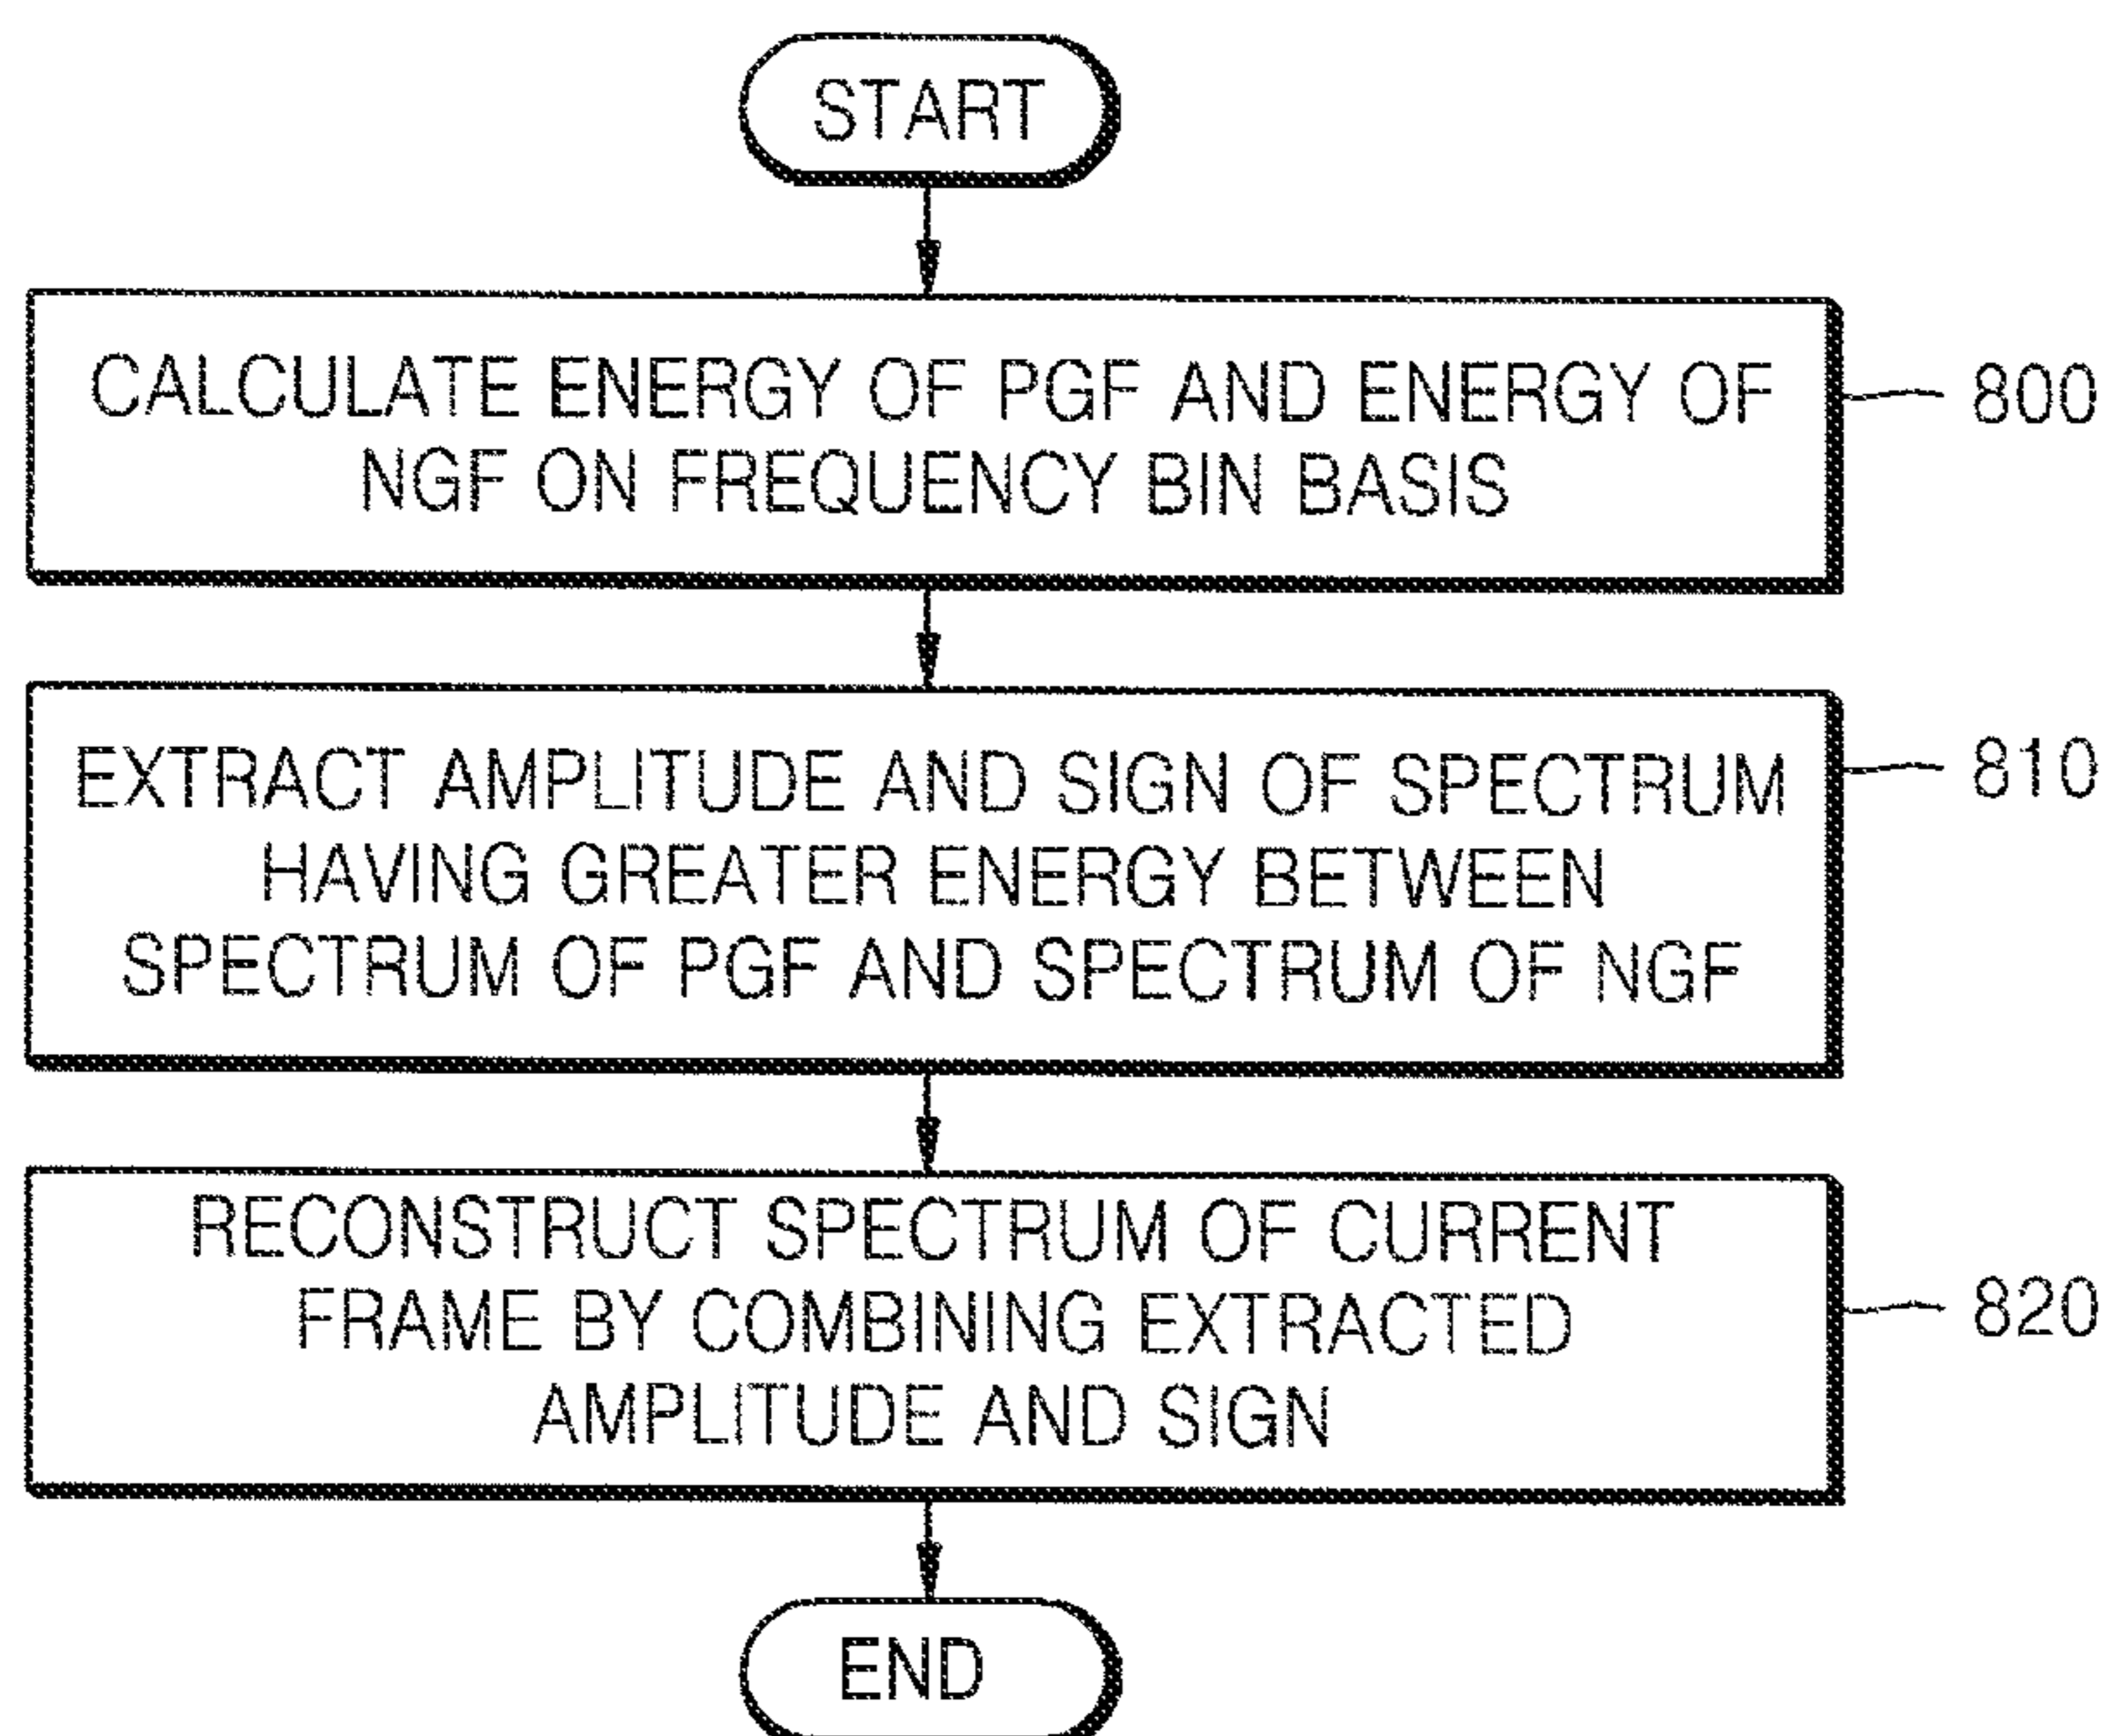 START
CALCULATE ENERGY OF PGF AND ENERGY OF
NGF ON FREQUENCY BIN BASIS
800
EXTRACT AMPLITUDE AND SIGN OF SPECTRUM
HAVING GREATER ENERGY BETWEEN
SPECTRUM OF PGF AND SPECTRUM OF NGF
810
RECONSTRUCT SPECTRUM OF CURRENT
FRAME BY COMBINING EXTRACTED
AMPLITUDE AND SIGN
820
END